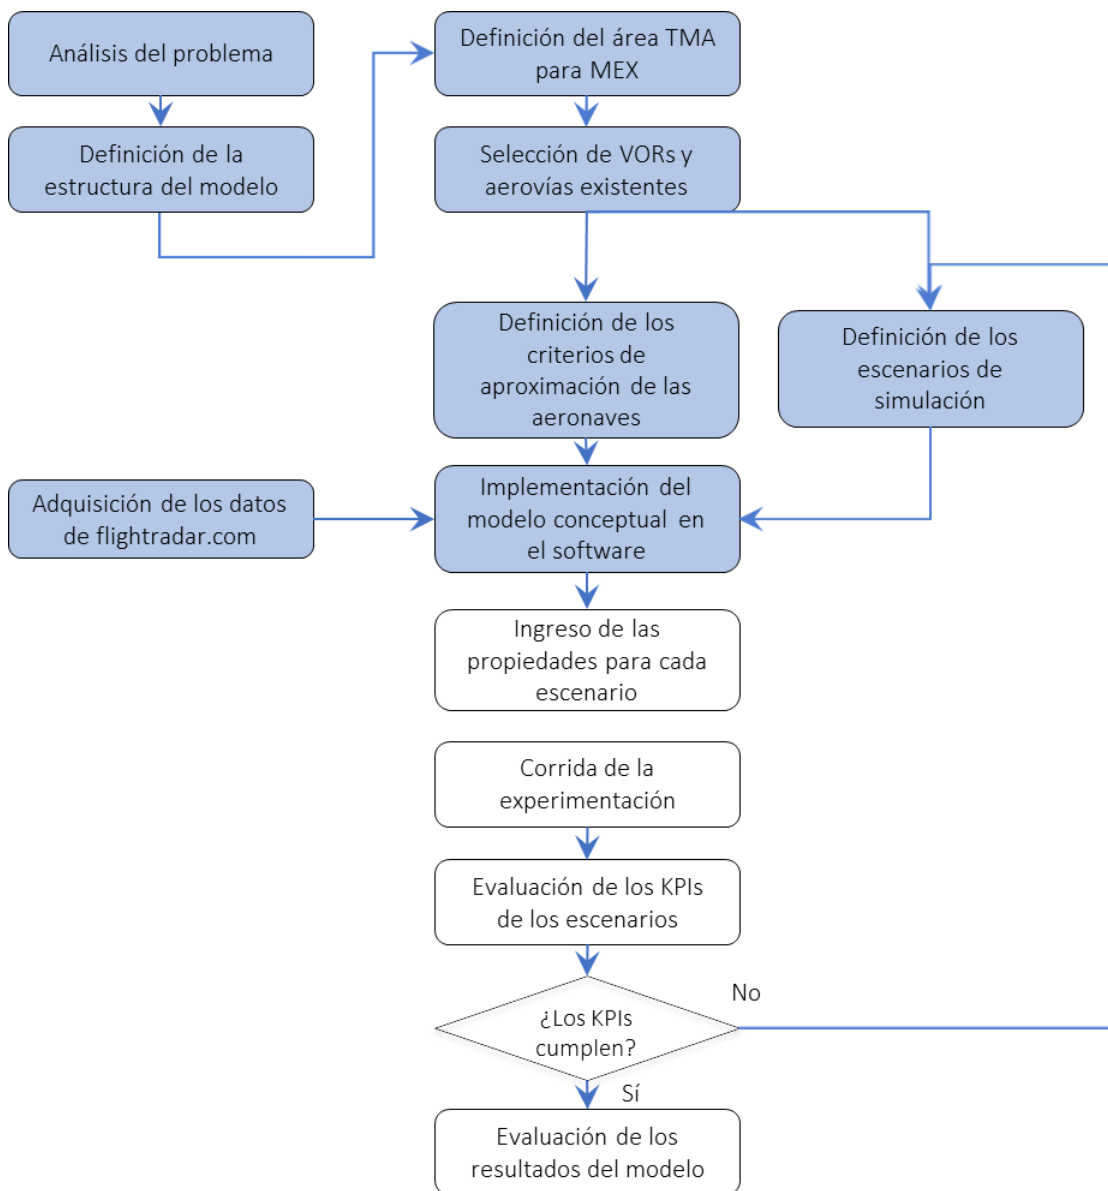 Análisis del problema
Definición de la
estructura del modelo
Definición del área TMA
para MEX
Selección de VORs y
aerovías existentes
Definición de los
criterios de
aproximación de las
aeronaves
Definición de los
escenarios de
simulación
Adquisición de los datos
de flightradar.com
Implementación del
modelo conceptual en
el software
Ingreso de las
propiedades para cada
escenario
Corrida de la
experimentación
Evaluación de los KPIs
de los escenarios
¿Los KPIs
cumplen?
No
Sí
Evaluación de los
resultados del modelo